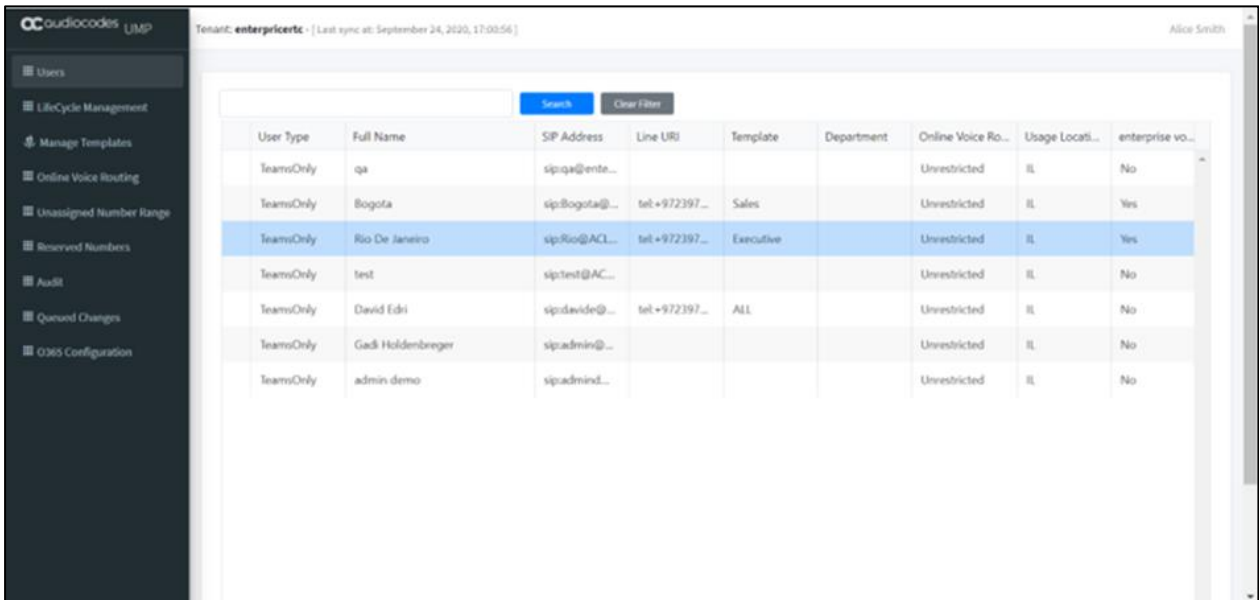 audiocodes UMP
Tenant: enterpricertc - [ Last sync at: September 24, 2020, 17:00:56 ]
Alice Smith
Users
LifeCycle Management
Manage Templates
Online Voice Routing
Unassigned Number Range
Reserved Numbers
Audit
Queued Changes
O365 Configuration
Search Clear Filter
User Type Full Name SIP Address Line URI Template Department Online Voice Ro... Usage Locati... enterprise vo...
TeamsOnly qa sip:qa@ente... Unrestricted IL No
TeamsOnly Bogota sip:Bogota@... tel:+972397... Sales Unrestricted IL Yes
TeamsOnly Rio De Janeiro sip:Rio@ACL... tel:+972397... Executive Unrestricted IL Yes
TeamsOnly test sip:test@AC... Unrestricted IL No
TeamsOnly David Edri sip:davide@... tel:+972397... ALL Unrestricted IL No
TeamsOnly Gadi Holdenbreger sip:admin@... Unrestricted IL No
TeamsOnly admin demo sip:admind... Unrestricted IL No